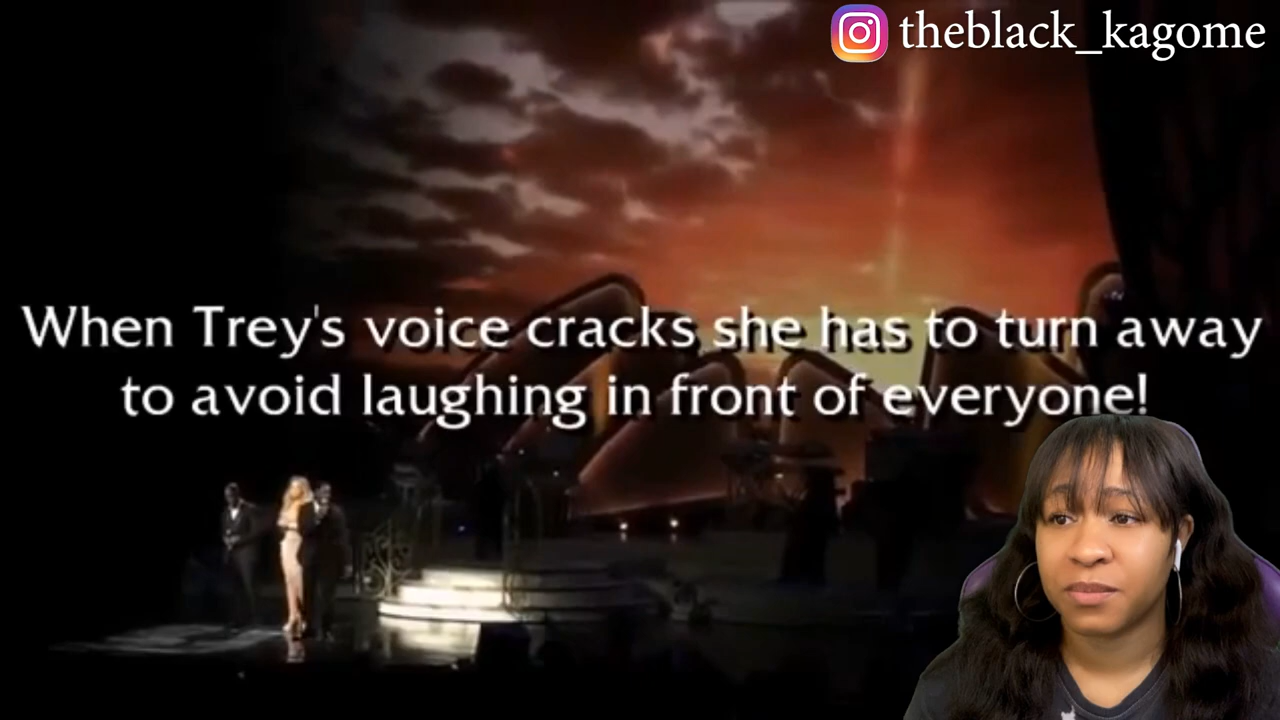 theblack_kagome
When Trey's voice cracks she has to turn away
to avoid laughing in front of everyone!